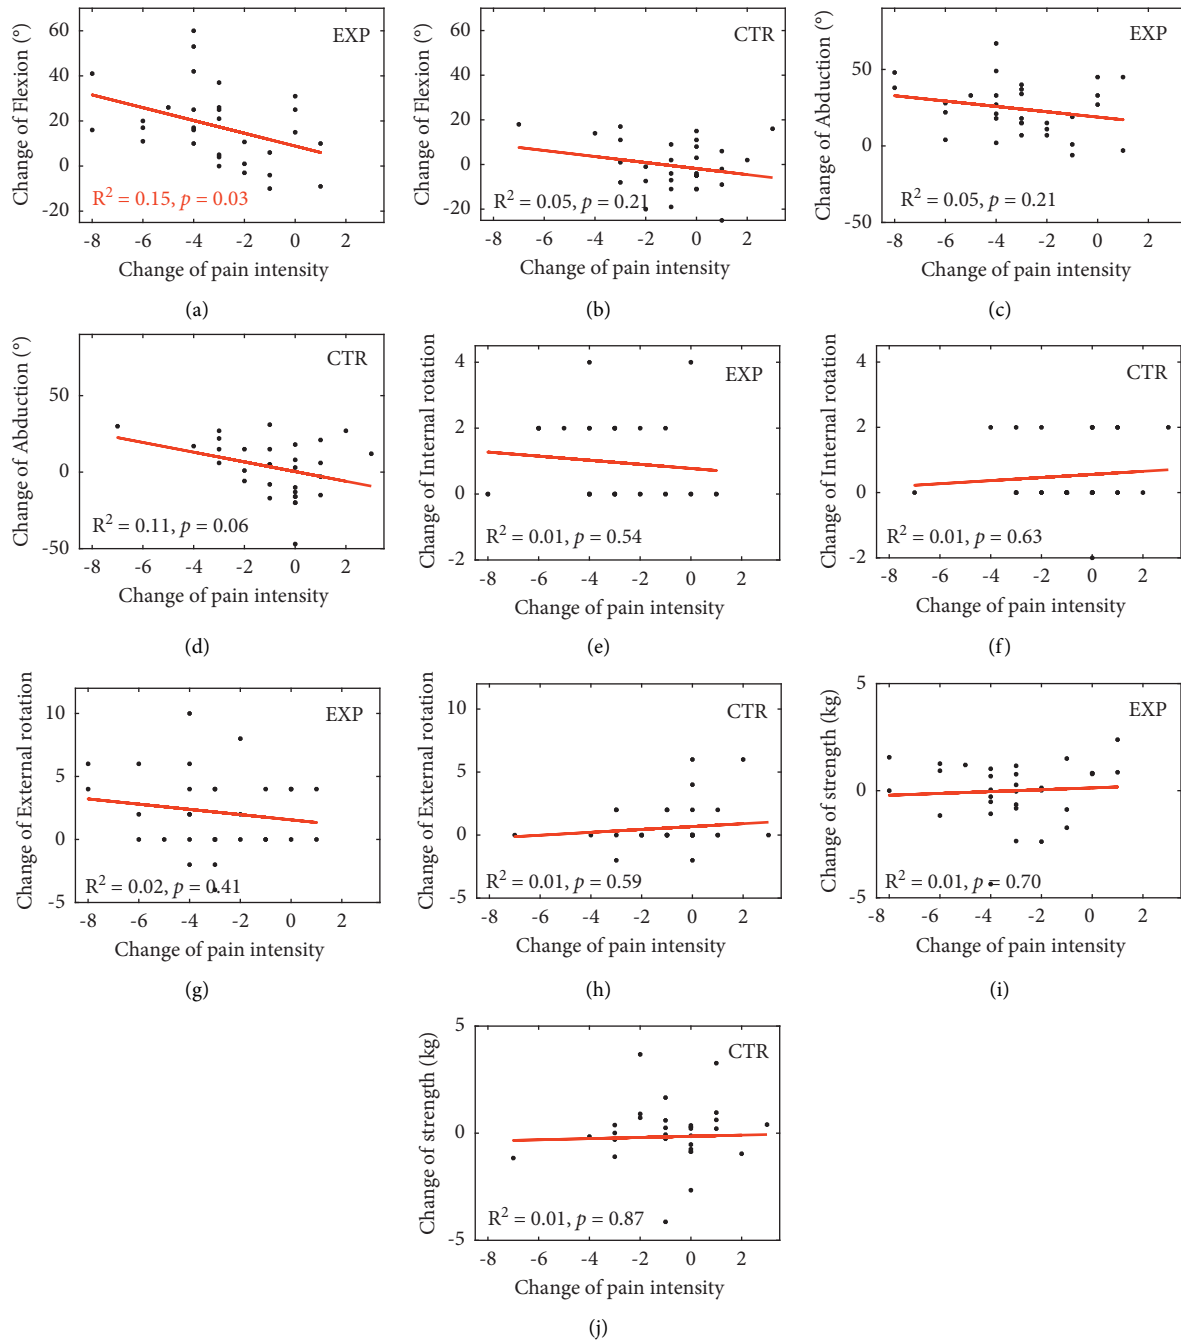 EXP
Change of Flexion (°)
60
40
20
0
-20
R² = 0.15, p = 0.03
-8 -6 -4 -2 0 2
Change of pain intensity
(a)
CTR
Change of Flexion (°)
60
40
20
0
-20
R² = 0.05, p = 0.21
-8 -6 -4 -2 0 2
Change of pain intensity
(b)
EXP
Change of Abduction (°)
50
0
-50
R² = 0.05, p = 0.21
-8 -6 -4 -2 0 2
Change of pain intensity
(c)
CTR
Change of Abduction (°)
50
0
-50
R² = 0.11, p = 0.06
-8 -6 -4 -2 0 2
Change of pain intensity
(d)
EXP
Change of Internal rotation
4
2
0
-2
R² = 0.01, p = 0.54
-8 -6 -4 -2 0 2
Change of pain intensity
(e)
CTR
Change of Internal rotation
4
2
0
-2
R² = 0.01, p = 0.63
-8 -6 -4 -2 0 2
Change of pain intensity
(f)
EXP
Change of External rotation
10
5
0
-5
R² = 0.02, p = 0.41
-8 -6 -4 -2 0 2
Change of pain intensity
(g)
CTR
Change of External rotation
10
5
0
-5
R² = 0.01, p = 0.59
-8 -6 -4 -2 0 2
Change of pain intensity
(h)
EXP
Change of strength (kg)
5
0
-5
R² = 0.01, p = 0.70
-8 -6 -4 -2 0 2
Change of pain intensity
(i)
CTR
Change of strength (kg)
5
0
-5
R² = 0.01, p = 0.87
-8 -6 -4 -2 0 2
Change of pain intensity
(j)